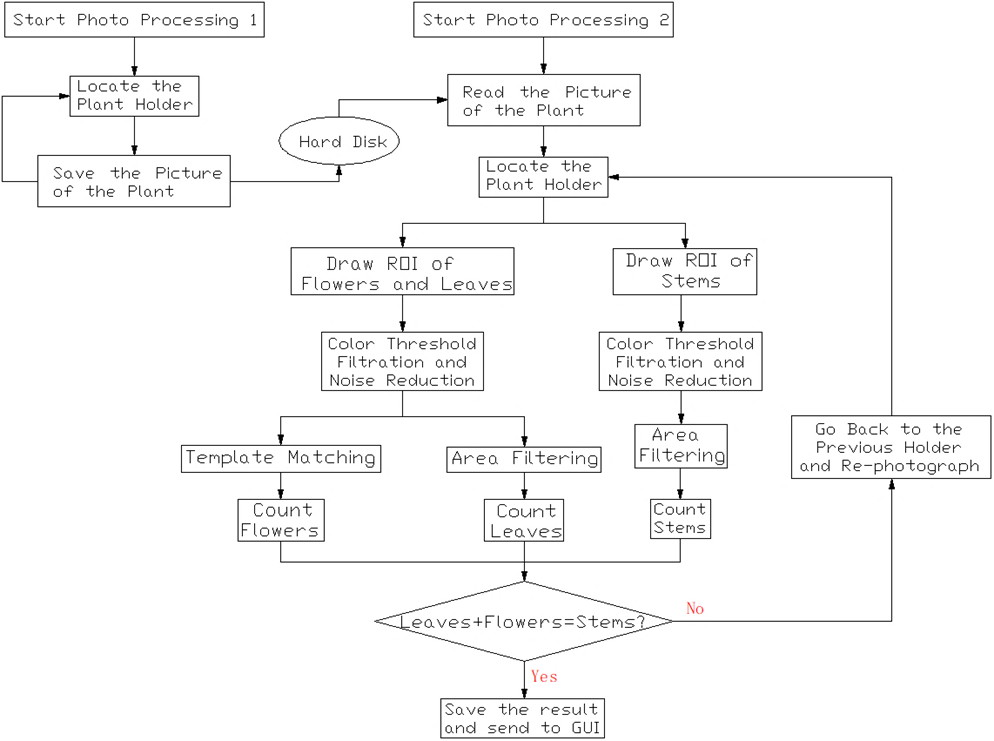 Start Photo Processing 1
Locate the
Plant Holder
Save the Picture
of the Plant
Hard Disk
Start Photo Processing 2
Read the Picture
of the Plant
Locate the
Plant Holder
Draw ROI of
Flowers and Leaves
Draw ROI of
Stems
Color Threshold
Filtration and
Noise Reduction
Color Threshold
Filtration and
Noise Reduction
Template Matching
Area Filtering
Area
Filtering
Go Back to the
Previous Holder
and Re-photograph
Count
Flowers
Count
Leaves
Count
Stems
Leaves+Flowers=Stems?
No
Yes
Save the result
and send to GUI